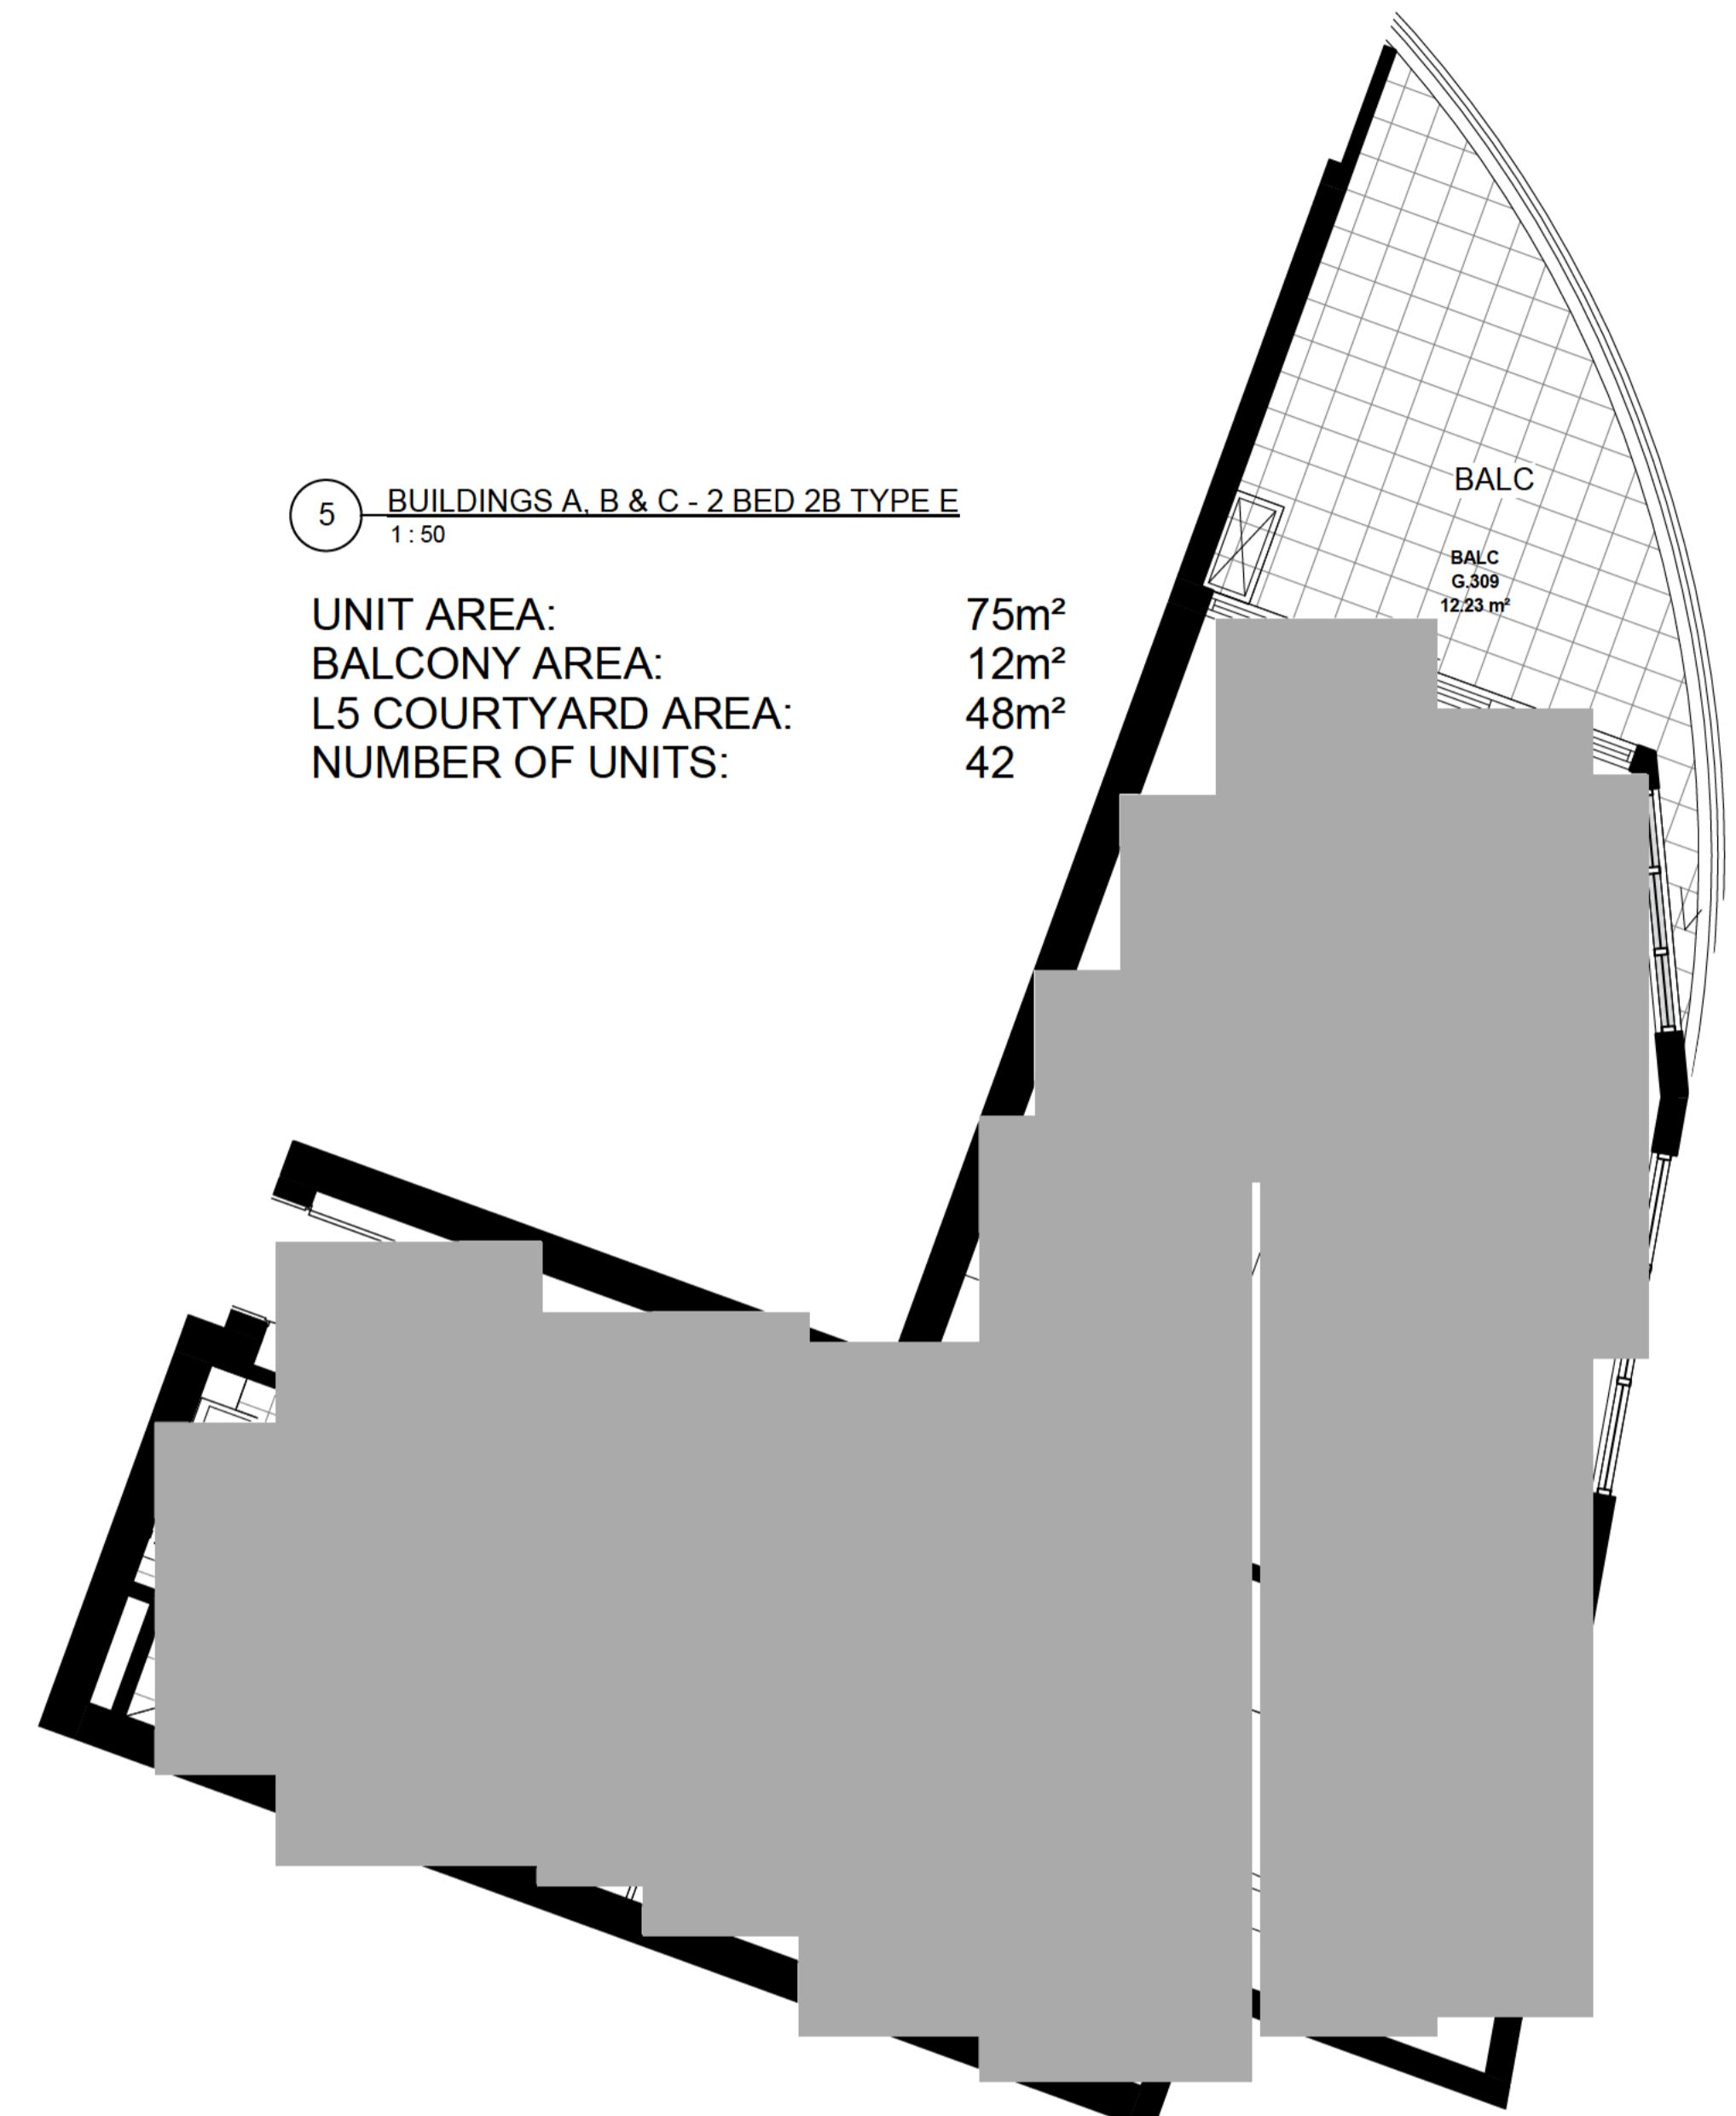 5
BUILDINGS A, B & C - 2 BED 2B TYPE E
1 : 50
UNIT AREA: 75m²
BALCONY AREA: 12m²
L5 COURTYARD AREA: 48m²
NUMBER OF UNITS: 42
BALC
BALC
G.309
12.23 m²